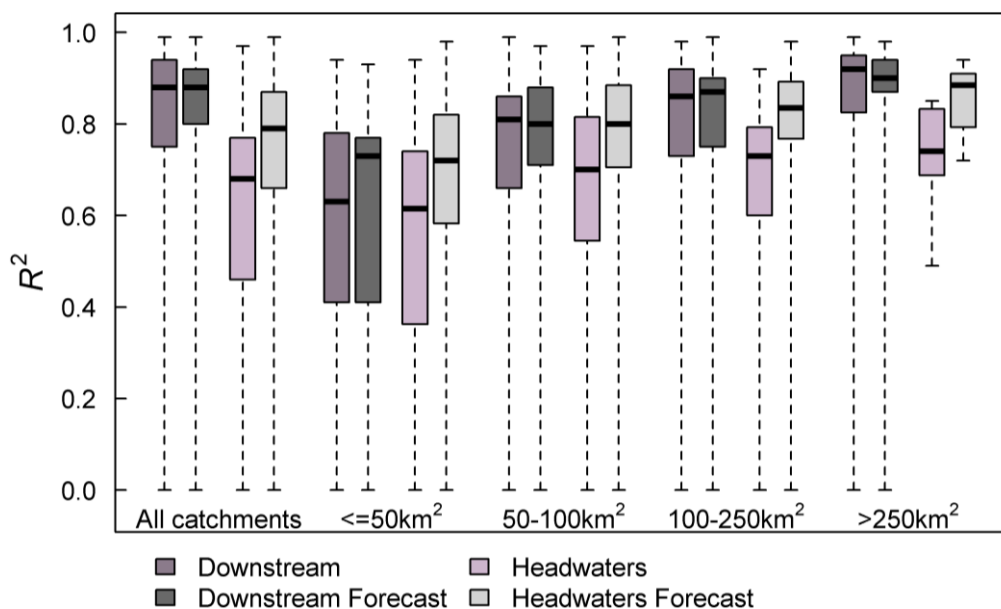 1.0
0.8
0.6
0.4
0.2
0.0
R²
All catchments <=50km² 50-100km² 100-250km² >250km²
Downstream Headwaters
Downstream Forecast Headwaters Forecast